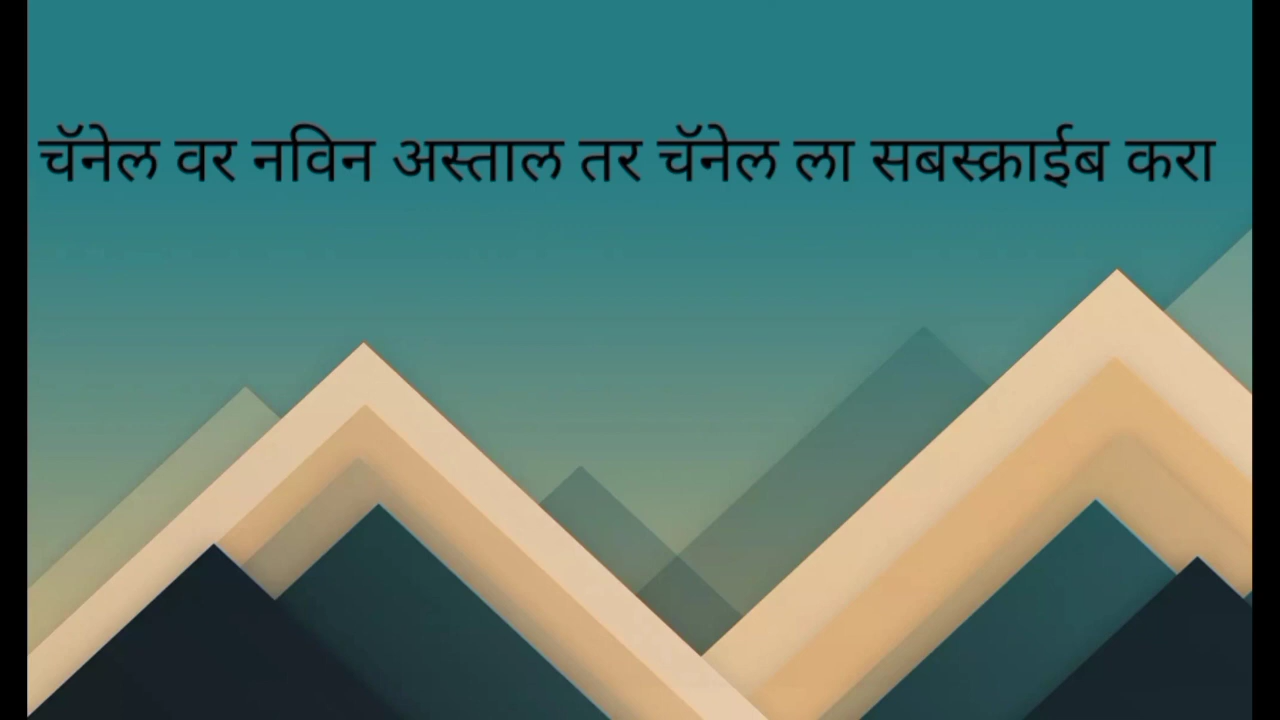 चॅनेल वर नविन अस्ताल तर चॅनेल ला सबस्क्राईब करा